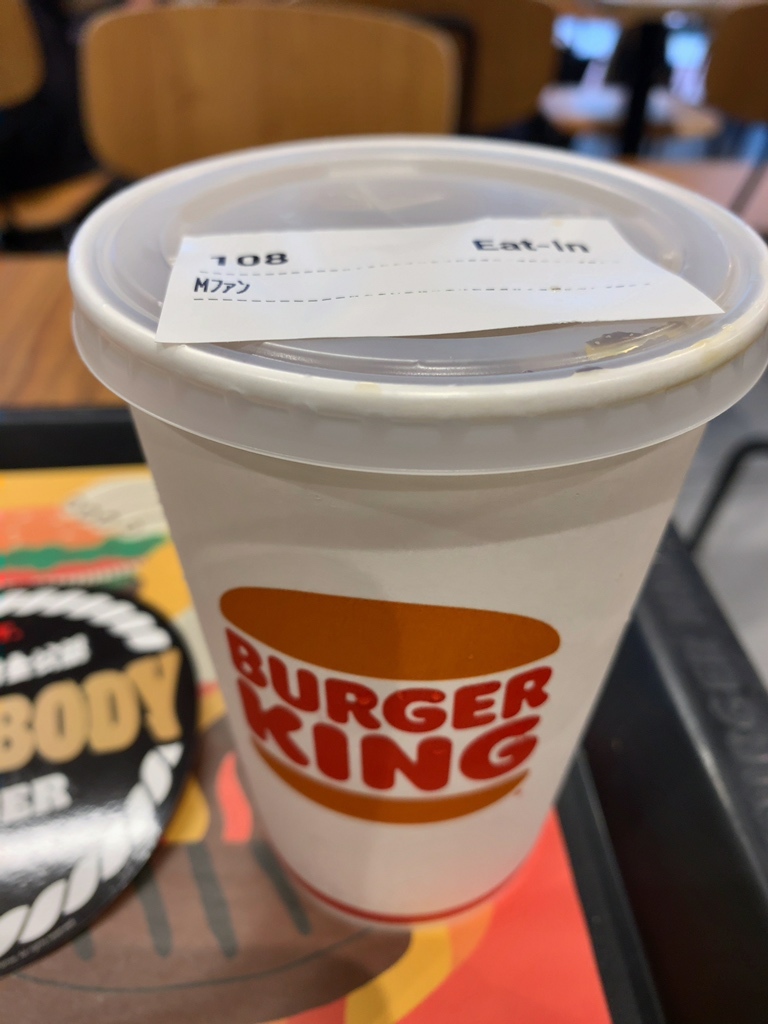 108 Eat-In
Mファン
BURGER
KING
BODY
ER